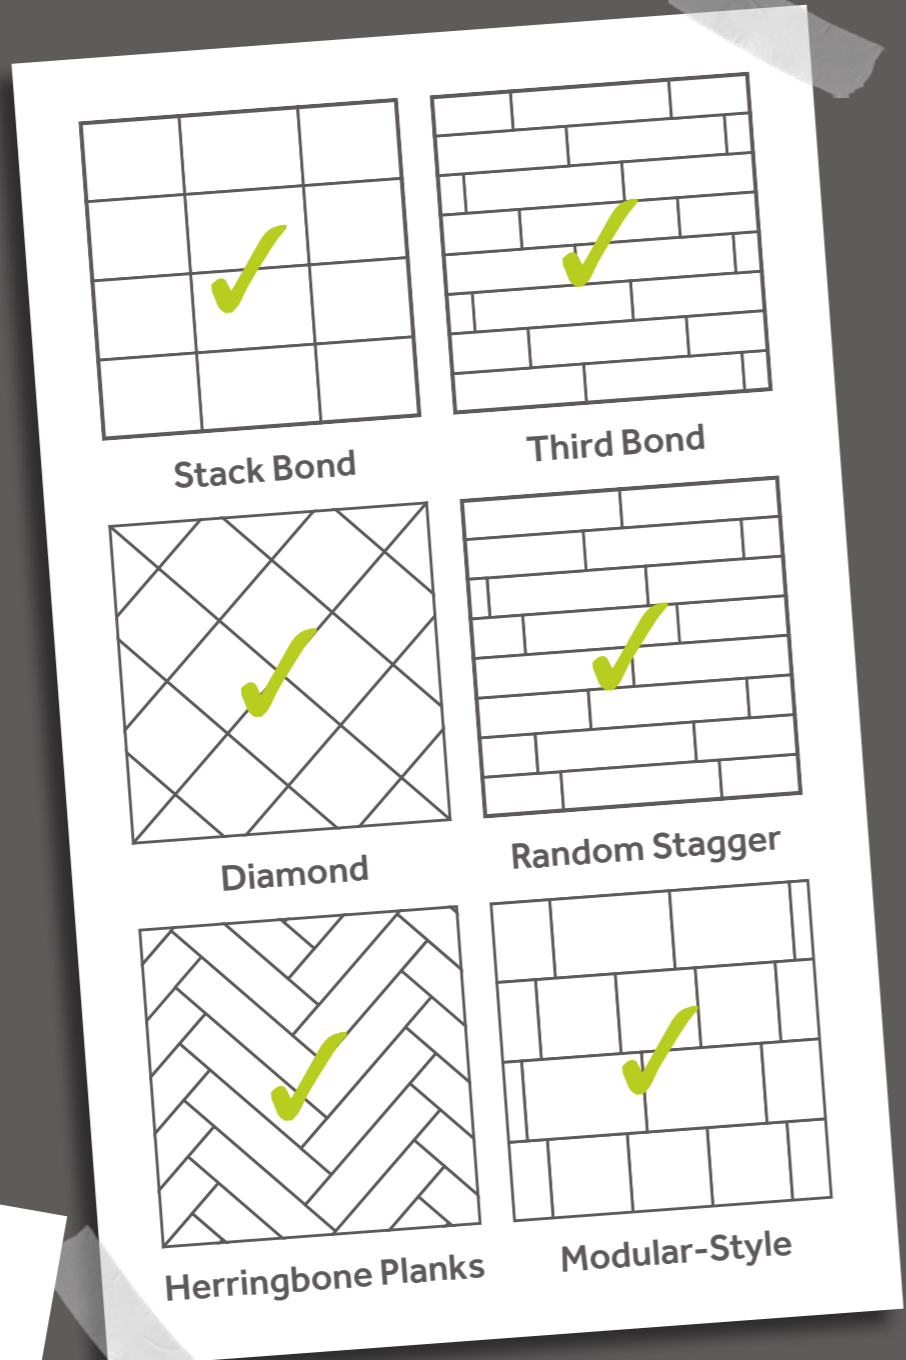 Stack Bond
Third Bond
Diamond
Random Stagger
Herringbone Planks
Modular-Style